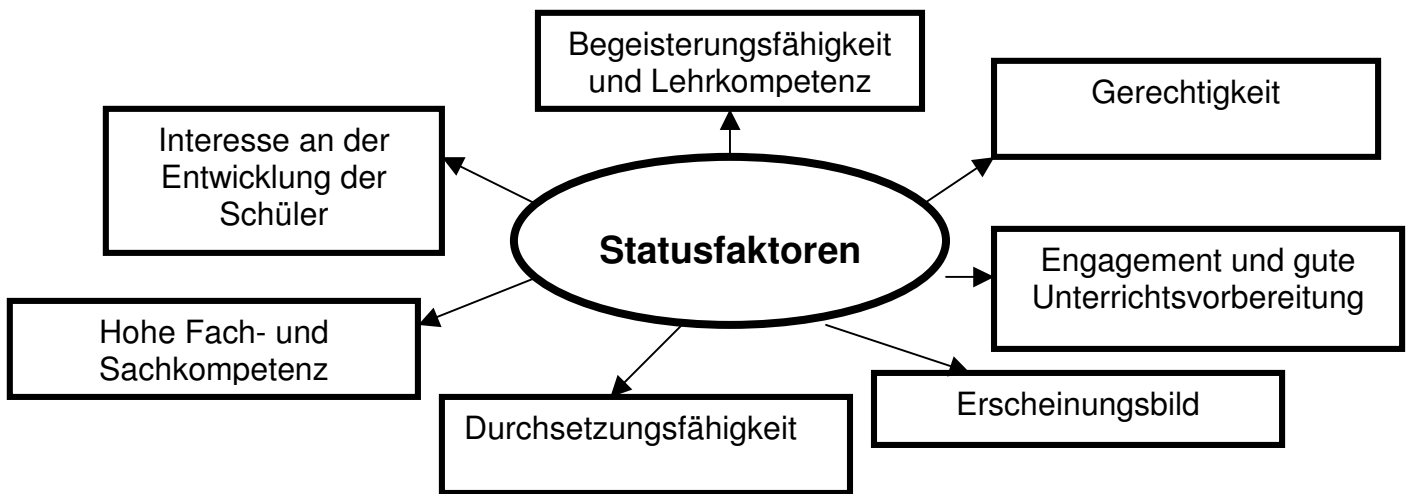 Begeisterungsfähigkeit
und Lehrkompetenz
Gerechtigkeit
Interesse an der
Entwicklung der
Schüler
Statusfaktoren
Engagement und gute
Unterrichtsvorbereitung
Hohe Fach- und
Sachkompetenz
Erscheinungsbild
Durchsetzungsfähigkeit